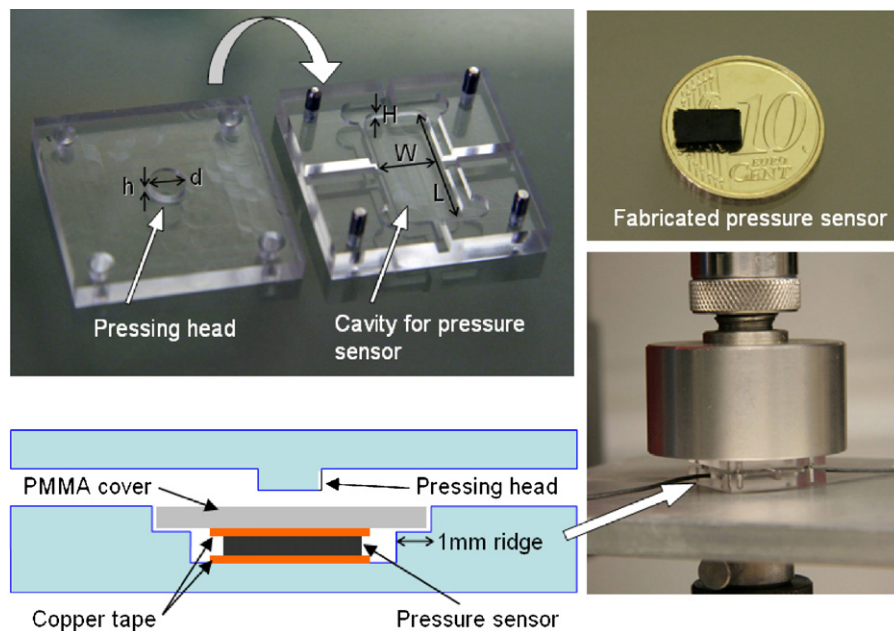 H
W
L
h
d
Pressing head
Cavity for pressure
sensor
10
EURO
CENT
Fabricated pressure sensor
PMMA cover
Pressing head
1mm ridge
Copper tape
Pressure sensor